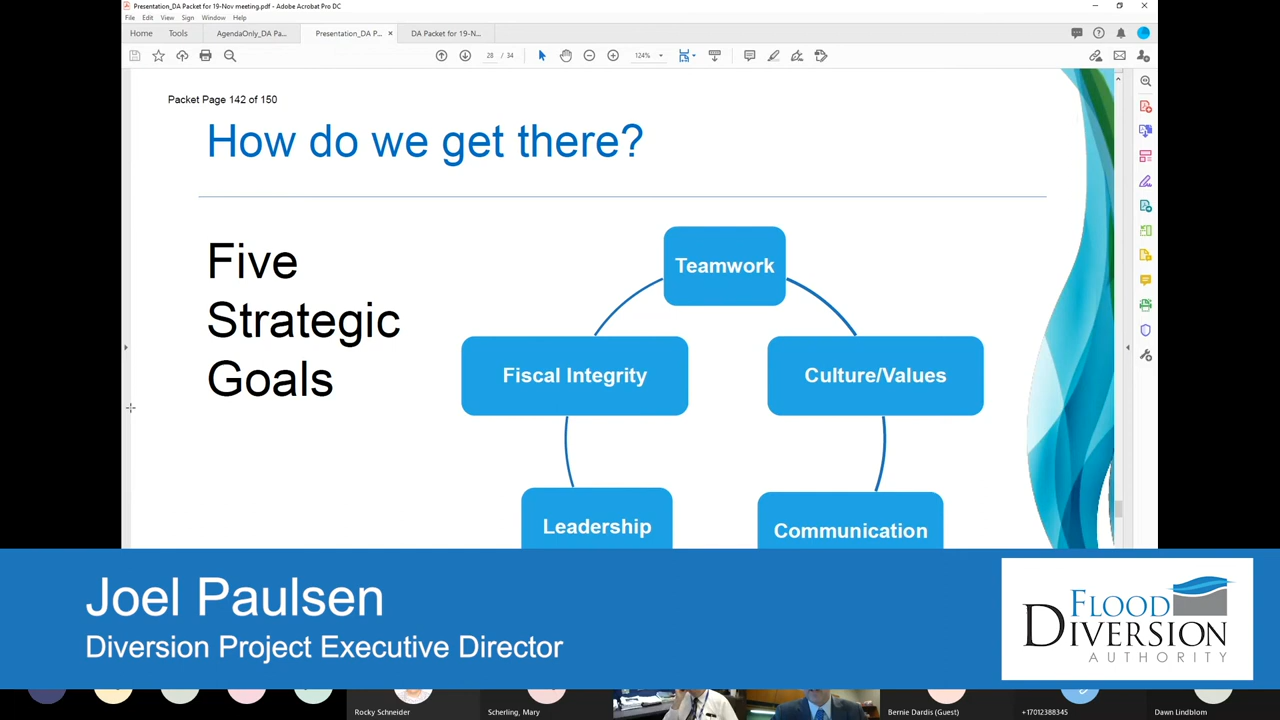 Presentation_DA Packet for 19-Nov meeting.pdf - Adobe Acrobat Pro DC
File Edit View Sign Window Help
Home Tools AgendaOnly_DA Pa... Presentation_DA P... × DA Packet for 19-N...
28 / 34 124%
Packet Page 142 of 150
How do we get there?
Five
Strategic
Goals
Teamwork
Fiscal Integrity
Culture/Values
Leadership
Communication
Joel Paulsen
Diversion Project Executive Director
FLOOD
DIVERSION
AUTHORITY
Rocky Schneider
Scherling, Mary
Bernie Dardis (Guest)
+17012388345
Dawn Lindblom